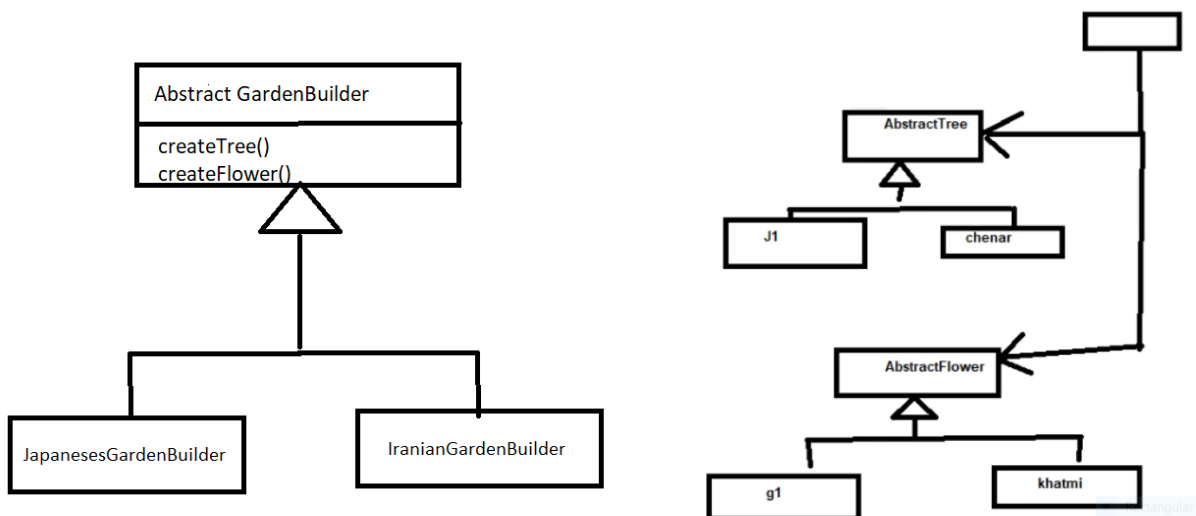 Abstract GardenBuilder
createTree()
createFlower()
JapanesesGardenBuilder
IranianGardenBuilder
AbstractTree
J1
chenar
AbstractFlower
g1
khatmi